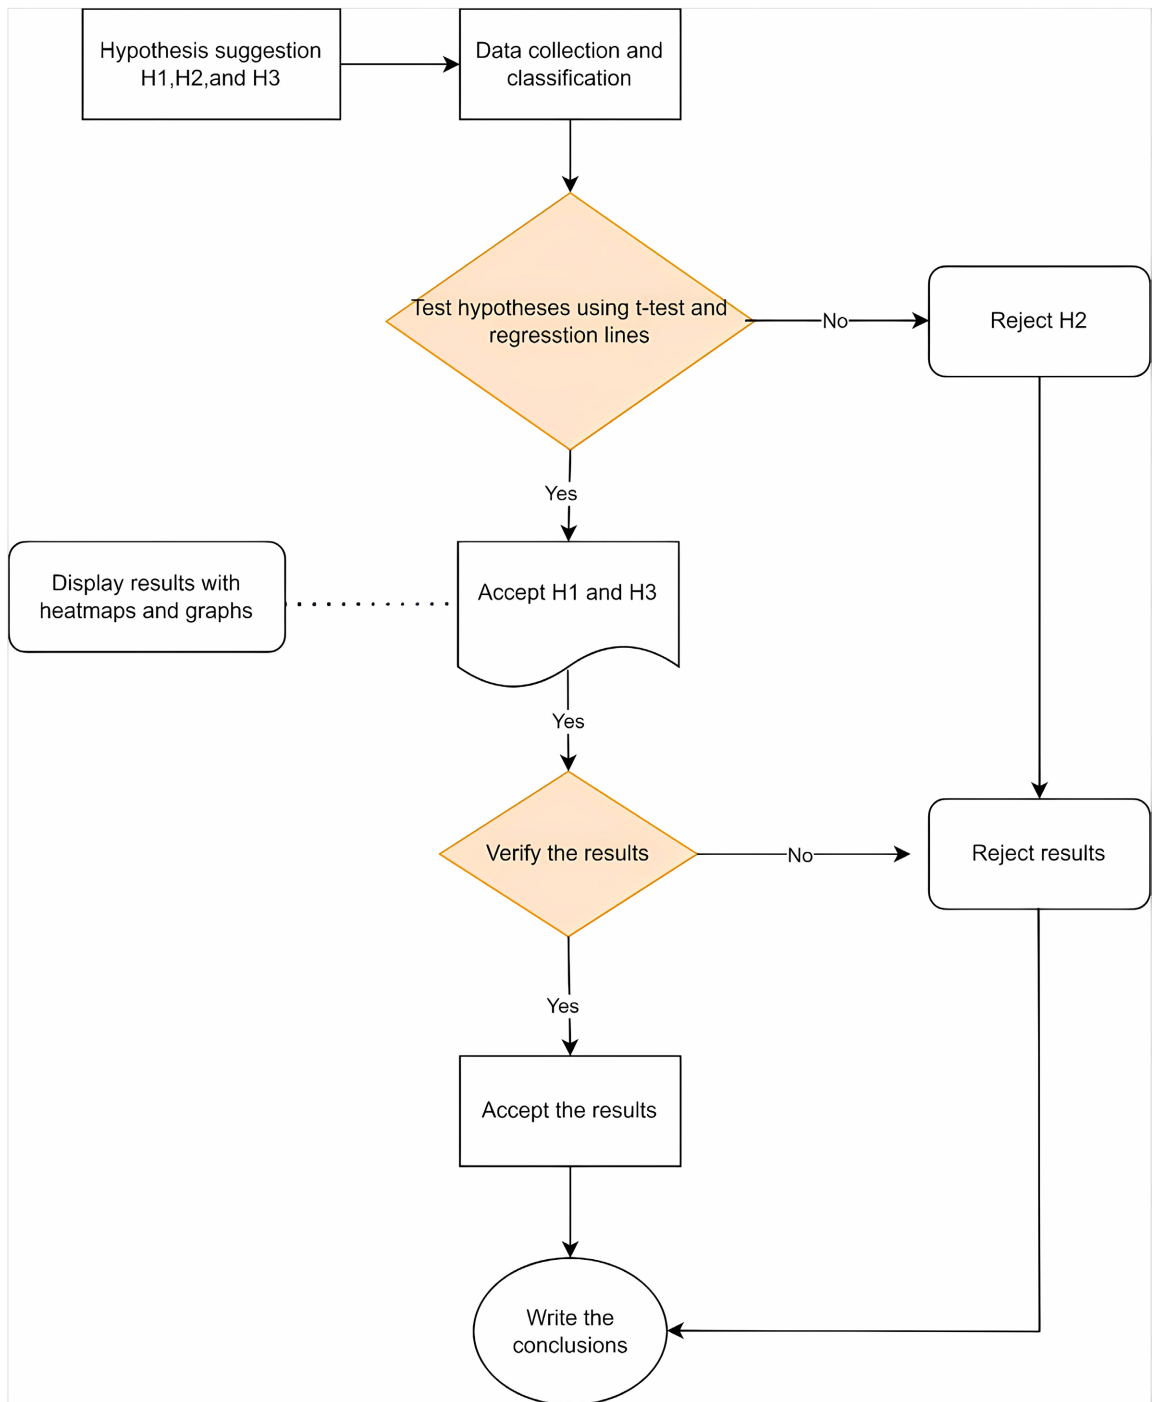 Hypothesis suggestion
H1,H2,and H3
Data collection and
classification
Test hypotheses using t-test and
regresstion lines
No
Reject H2
Yes
Display results with
heatmaps and graphs
Accept H1 and H3
Yes
Verify the results
No
Reject results
Yes
Accept the results
Write the
conclusions